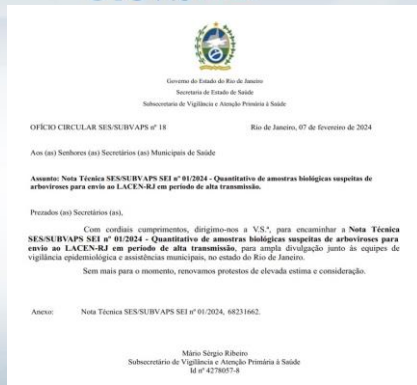 Governo do Estado do Rio de Janeiro
Secretaria de Estado de Saúde
Subsecretaria de Vigilância e Atenção Primária à Saúde
OFÍCIO CIRCULAR SES/SUBVAPS nº 18 Rio de Janeiro, 07 de fevereiro de 2024
Aos (as) Senhores (as) Secretários (as) Municipais de Saúde
Assunto: Nota Técnica SES/SUBVAPS SEI nº 01/2024 - Quantitativo de amostras biológicas suspeitas de
arboviroses para envio ao LACEN-RJ em período de alta transmissão.
Prezados (as) Secretários (as),
Com cordiais cumprimentos, dirigimo-nos a V.S.ª, para encaminhar a Nota Técnica
SES/SUBVAPS SEI nº 01/2024 - Quantitativo de amostras biológicas suspeitas de arboviroses para
envio ao LACEN-RJ em período de alta transmissão, para ampla divulgação junto às equipes de
vigilância epidemiológica e assistências municipais, no estado do Rio de Janeiro.
Sem mais para o momento, renovamos protestos de elevada estima e consideração.
Anexo: Nota Técnica SES/SUBVAPS SEI nº 01/2024, 68231662.
Mário Sérgio Ribeiro
Subsecretário de Vigilância e Atenção Primária à Saúde
Id nº 4278057-8